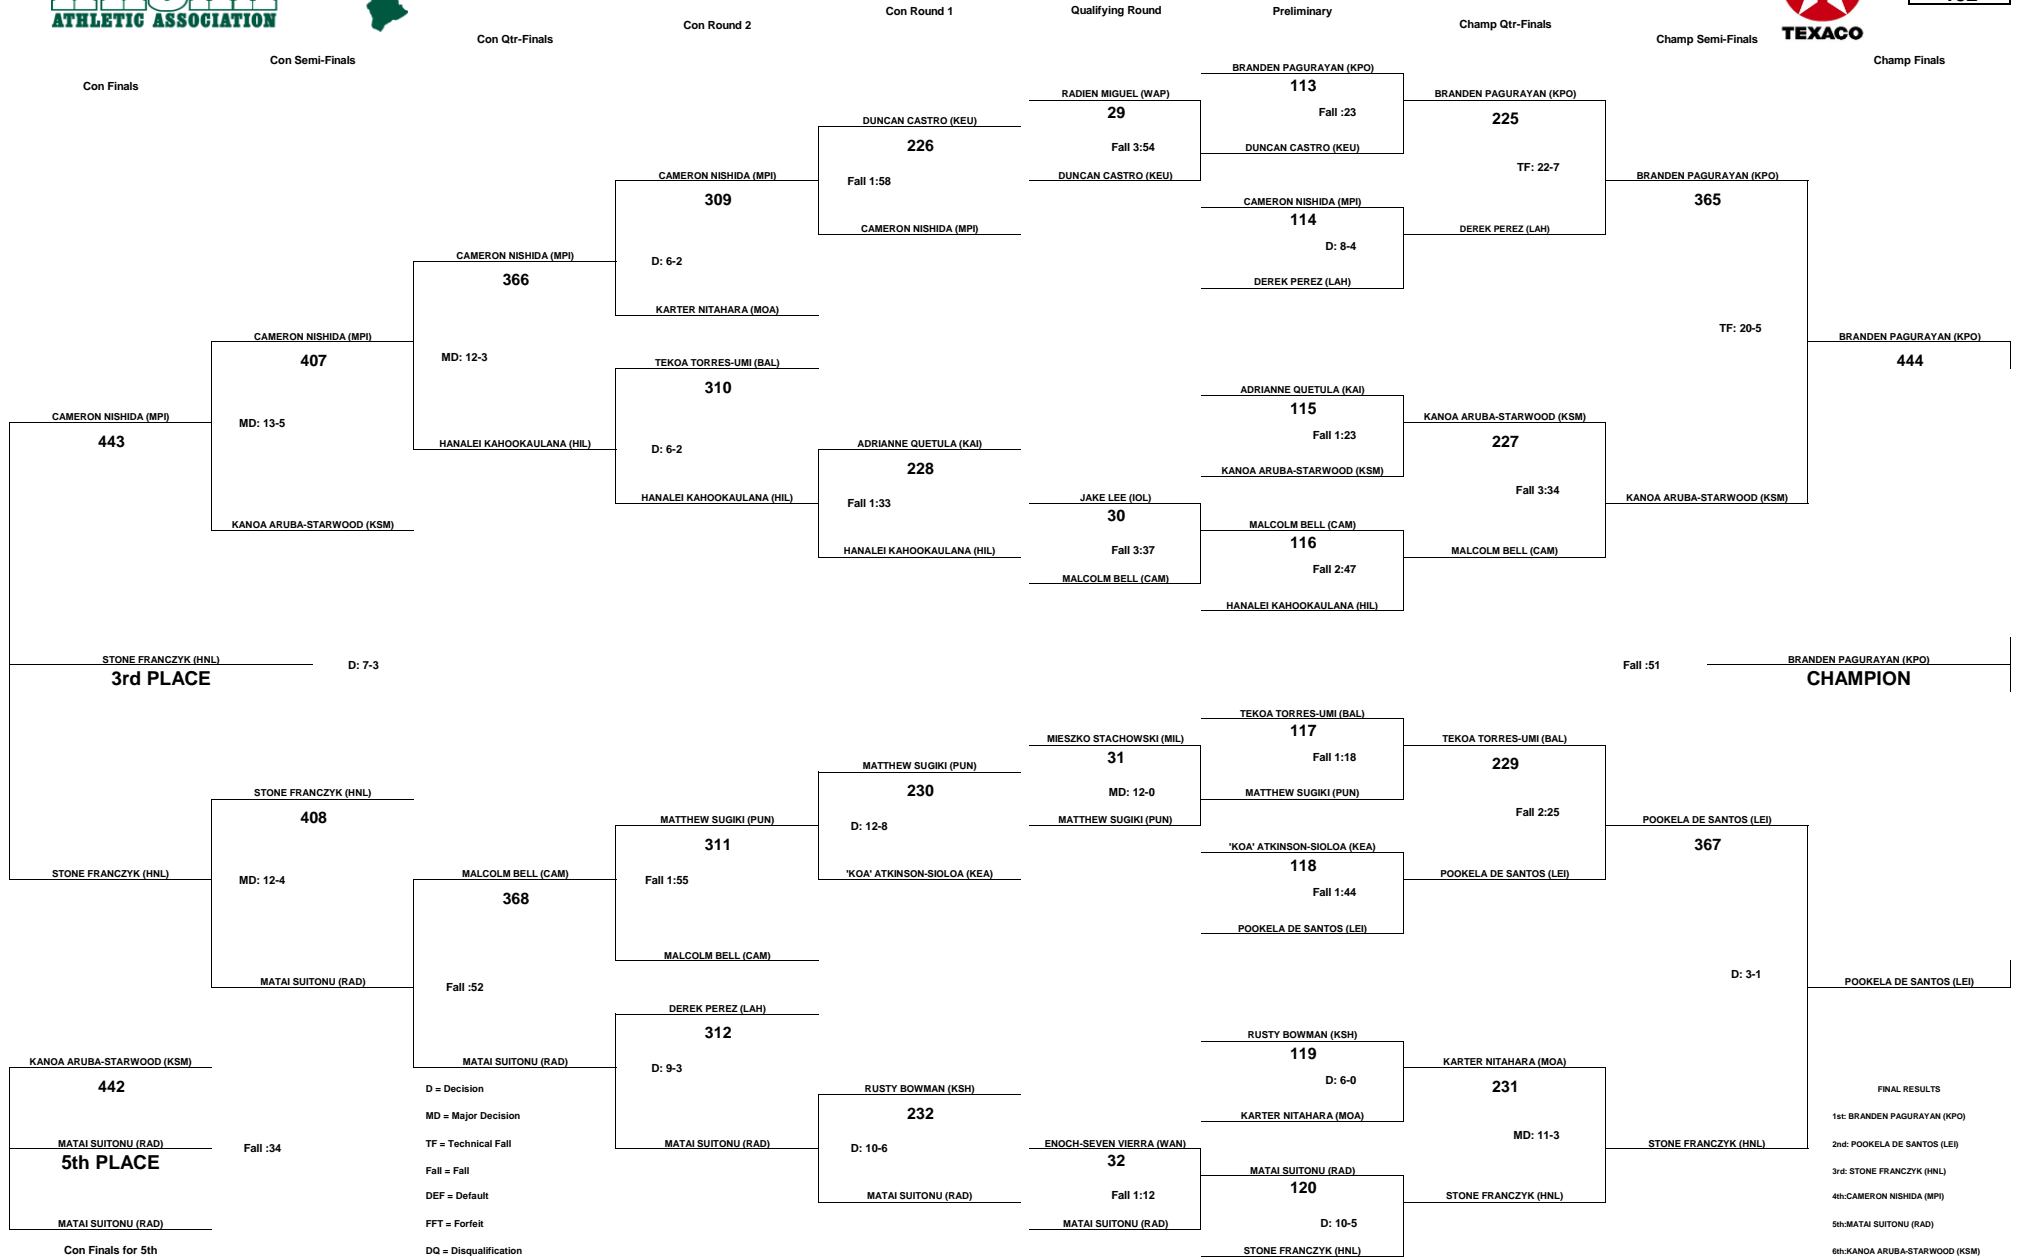 ATHLETIC ASSOCIATION
TEXACO
Con Finals
Con Semi-Finals
Con Qtr-Finals
Con Round 2
Con Round 1
Qualifying Round
Preliminary
Champ Qtr-Finals
Champ Semi-Finals
Champ Finals
BRANDEN PAGURAYAN (KPO)
113
Fall :23
DUNCAN CASTRO (KEU)
CAMERON NISHIDA (MPI)
114
D: 8-4
DEREK PEREZ (LAH)
ADRIANNE QUETULA (KAI)
115
Fall 1:23
KANOA ARUBA-STARWOOD (KSM)
MALCOLM BELL (CAM)
116
Fall 2:47
HANALEI KAHOOKAULANA (HIL)
TEKOA TORRES-UMI (BAL)
117
Fall 1:18
MATTHEW SUGIKI (PUN)
'KOA' ATKINSON-SIOLOA (KEA)
118
Fall 1:44
POOKELA DE SANTOS (LEI)
RUSTY BOWMAN (KSH)
119
D: 6-0
KARTER NITAHARA (MOA)
MATAI SUITONU (RAD)
120
D: 10-5
STONE FRANCZYK (HNL)
RADIEN MIGUEL (WAP)
29
Fall 3:54
DUNCAN CASTRO (KEU)
JAKE LEE (IOL)
30
Fall 3:37
MALCOLM BELL (CAM)
MIESZKO STACHOWSKI (MIL)
31
MD: 12-0
MATTHEW SUGIKI (PUN)
ENOCH-SEVEN VIERRA (WAN)
32
Fall 1:12
MATAI SUITONU (RAD)
BRANDEN PAGURAYAN (KPO)
225
TF: 22-7
DEREK PEREZ (LAH)
KANOA ARUBA-STARWOOD (KSM)
227
Fall 3:34
MALCOLM BELL (CAM)
TEKOA TORRES-UMI (BAL)
229
Fall 2:25
POOKELA DE SANTOS (LEI)
KARTER NITAHARA (MOA)
231
MD: 11-3
STONE FRANCZYK (HNL)
BRANDEN PAGURAYAN (KPO)
365
TF: 20-5
KANOA ARUBA-STARWOOD (KSM)
POOKELA DE SANTOS (LEI)
367
D: 3-1
STONE FRANCZYK (HNL)
BRANDEN PAGURAYAN (KPO)
444
Fall :51
BRANDEN PAGURAYAN (KPO)
CHAMPION
POOKELA DE SANTOS (LEI)
DUNCAN CASTRO (KEU)
226
Fall 1:58
CAMERON NISHIDA (MPI)
ADRIANNE QUETULA (KAI)
228
Fall 1:33
HANALEI KAHOOKAULANA (HIL)
MATTHEW SUGIKI (PUN)
230
D: 12-8
'KOA' ATKINSON-SIOLOA (KEA)
RUSTY BOWMAN (KSH)
232
D: 10-6
MATAI SUITONU (RAD)
CAMERON NISHIDA (MPI)
309
D: 6-2
KARTER NITAHARA (MOA)
TEKOA TORRES-UMI (BAL)
310
D: 6-2
HANALEI KAHOOKAULANA (HIL)
MATTHEW SUGIKI (PUN)
311
Fall 1:55
MALCOLM BELL (CAM)
DEREK PEREZ (LAH)
312
D: 9-3
MATAI SUITONU (RAD)
CAMERON NISHIDA (MPI)
366
MD: 12-3
HANALEI KAHOOKAULANA (HIL)
MALCOLM BELL (CAM)
368
Fall :52
MATAI SUITONU (RAD)
CAMERON NISHIDA (MPI)
407
MD: 13-5
KANOA ARUBA-STARWOOD (KSM)
STONE FRANCZYK (HNL)
408
MD: 12-4
MATAI SUITONU (RAD)
CAMERON NISHIDA (MPI)
443
STONE FRANCZYK (HNL)
3rd PLACE
D: 7-3
STONE FRANCZYK (HNL)
KANOA ARUBA-STARWOOD (KSM)
442
MATAI SUITONU (RAD)
5th PLACE
Fall :34
MATAI SUITONU (RAD)
Con Finals for 5th
D = Decision
MD = Major Decision
TF = Technical Fall
Fall = Fall
DEF = Default
FFT = Forfeit
DQ = Disqualification
FINAL RESULTS
1st: BRANDEN PAGURAYAN (KPO)
2nd: POOKELA DE SANTOS (LEI)
3rd: STONE FRANCZYK (HNL)
4th:CAMERON NISHIDA (MPI)
5th:MATAI SUITONU (RAD)
6th:KANOA ARUBA-STARWOOD (KSM)